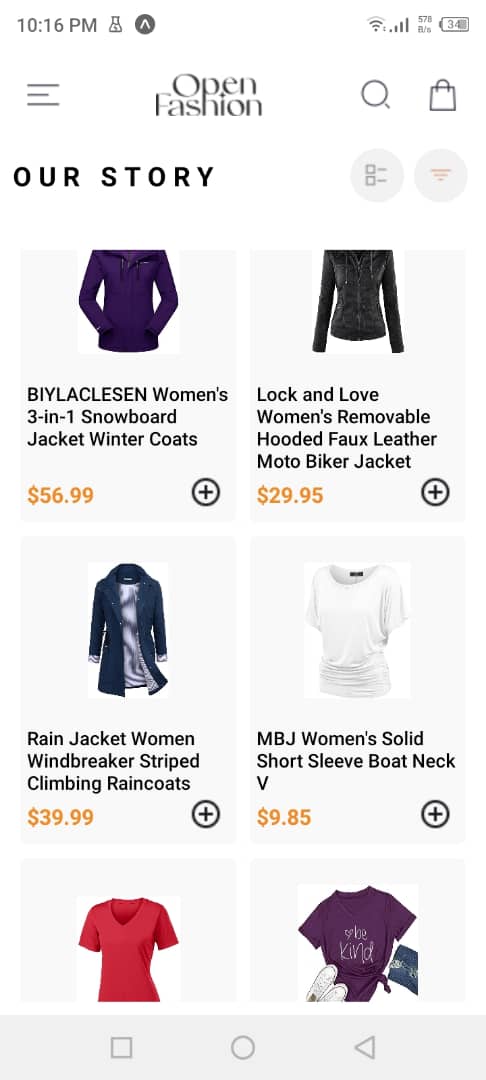 10:16 PM
578
B/s
34
Open
Fashion
OUR STORY
BIYLACLESEN Women's
3-in-1 Snowboard
Jacket Winter Coats
$56.99
Lock and Love
Women's Removable
Hooded Faux Leather
Moto Biker Jacket
$29.95
Rain Jacket Women
Windbreaker Striped
Climbing Raincoats
$39.99
MBJ Women's Solid
Short Sleeve Boat Neck
V
$9.85
be
kind